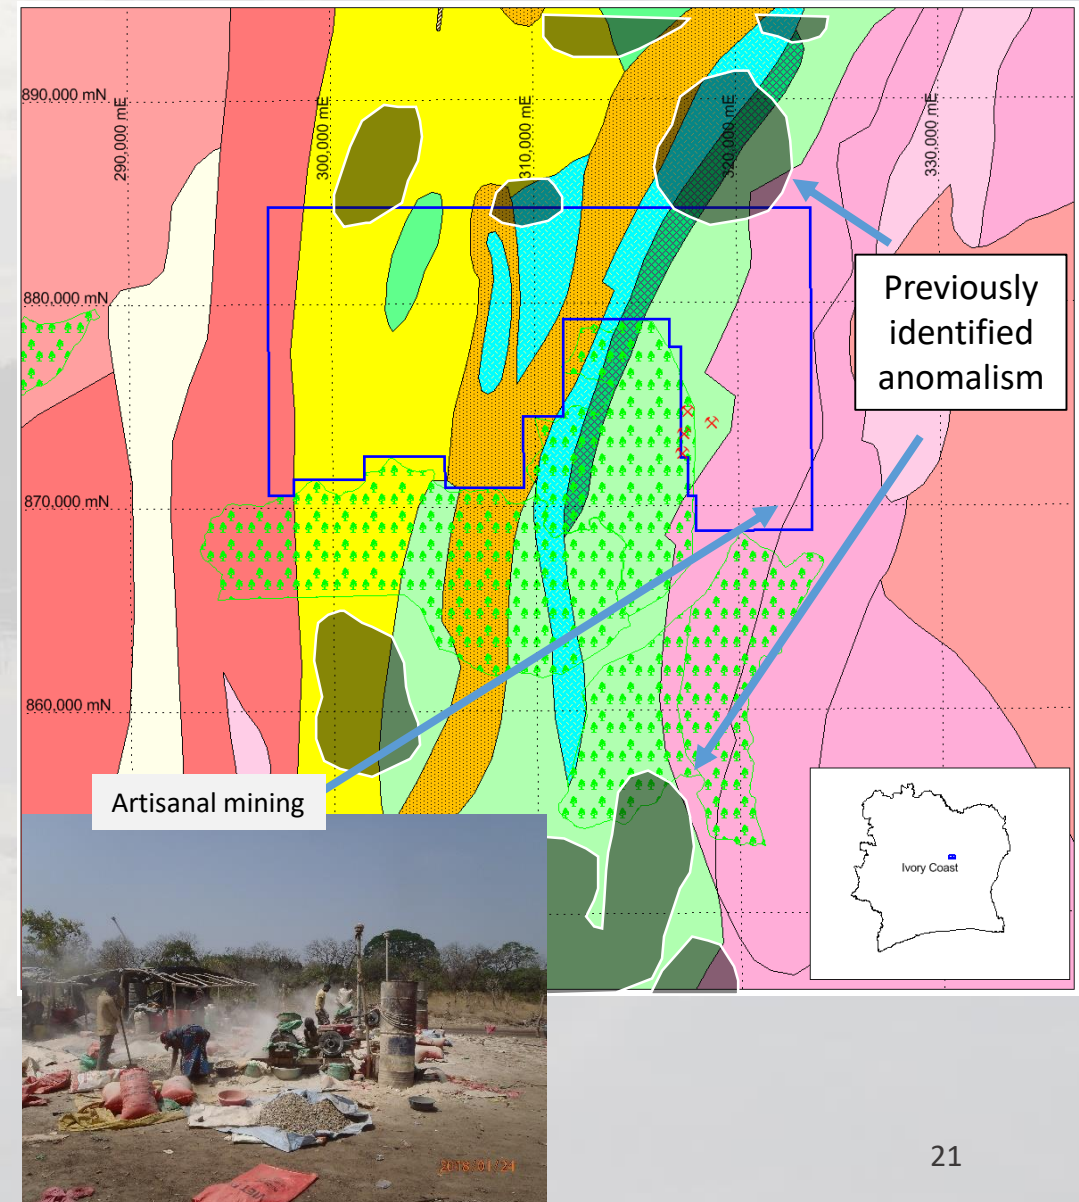 890,000 mN
290,000 mE
300,000 mE
310,000 mE
320,000 mE
330,000 mE
Previously
identified
anomalism
880,000 mN
870,000 mN
860,000 mN
Artisanal mining
Ivory Coast
2018/01/24
21